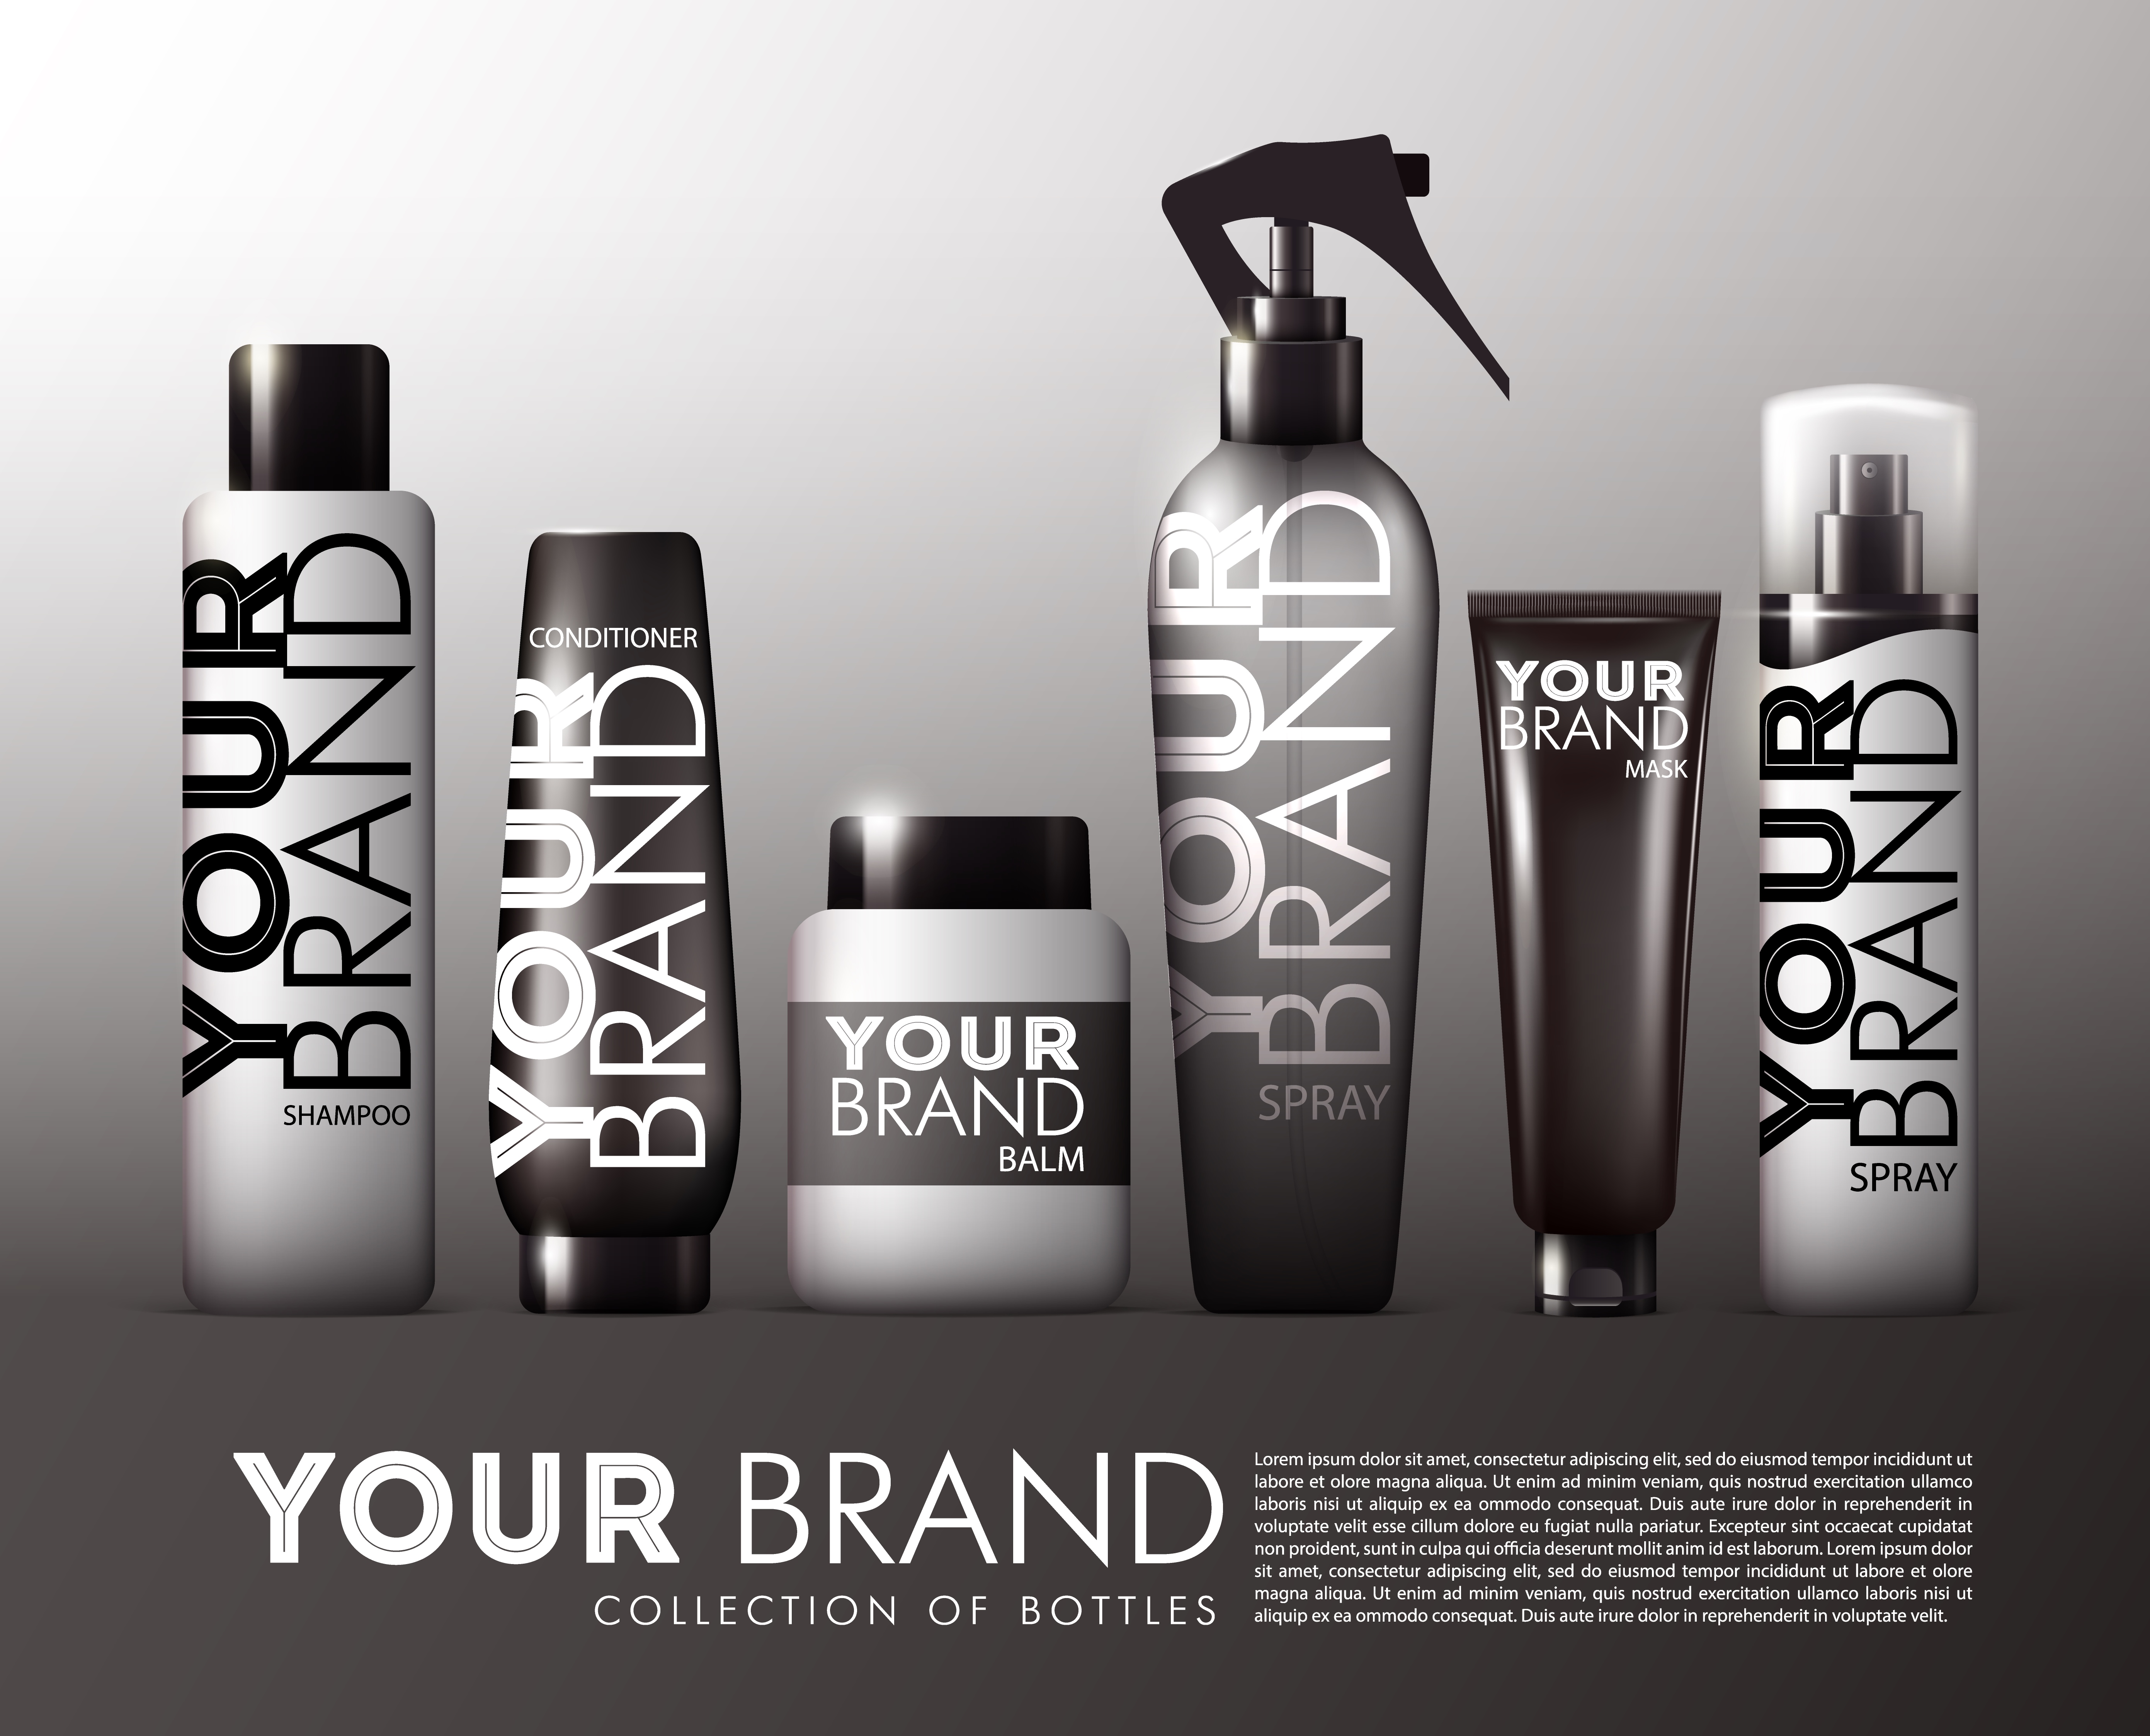 YOUR
BRAND
SHAMPOO
CONDITIONER
YOUR
BRAND
YOUR
BRAND
BALM
YOUR
BRAND
SPRAY
YOUR
BRAND
MASK
YOUR
BRAND
SPRAY
YOUR BRAND
COLLECTION OF BOTTLES
Lorem ipsum dolor sit amet, consectetur adipiscing elit, sed do eiusmod tempor incididunt ut
labore et olore magna aliqua. Ut enim ad minim veniam, quis nostrud exercitation ullamco
laboris nisi ut aliquip ex ea ommodo consequat. Duis aute irure dolor in reprehenderit in
voluptate velit esse cillum dolore eu fugiat nulla pariatur. Excepteur sint occaecat cupidatat
non proident, sunt in culpa qui officia deserunt mollit anim id est laborum. Lorem ipsum dolor
sit amet, consectetur adipiscing elit, sed do eiusmod tempor incididunt ut labore et olore
magna aliqua. Ut enim ad minim veniam, quis nostrud exercitation ullamco laboris nisi ut
aliquip ex ea ommodo consequat. Duis aute irure dolor in reprehenderit in voluptate velit.